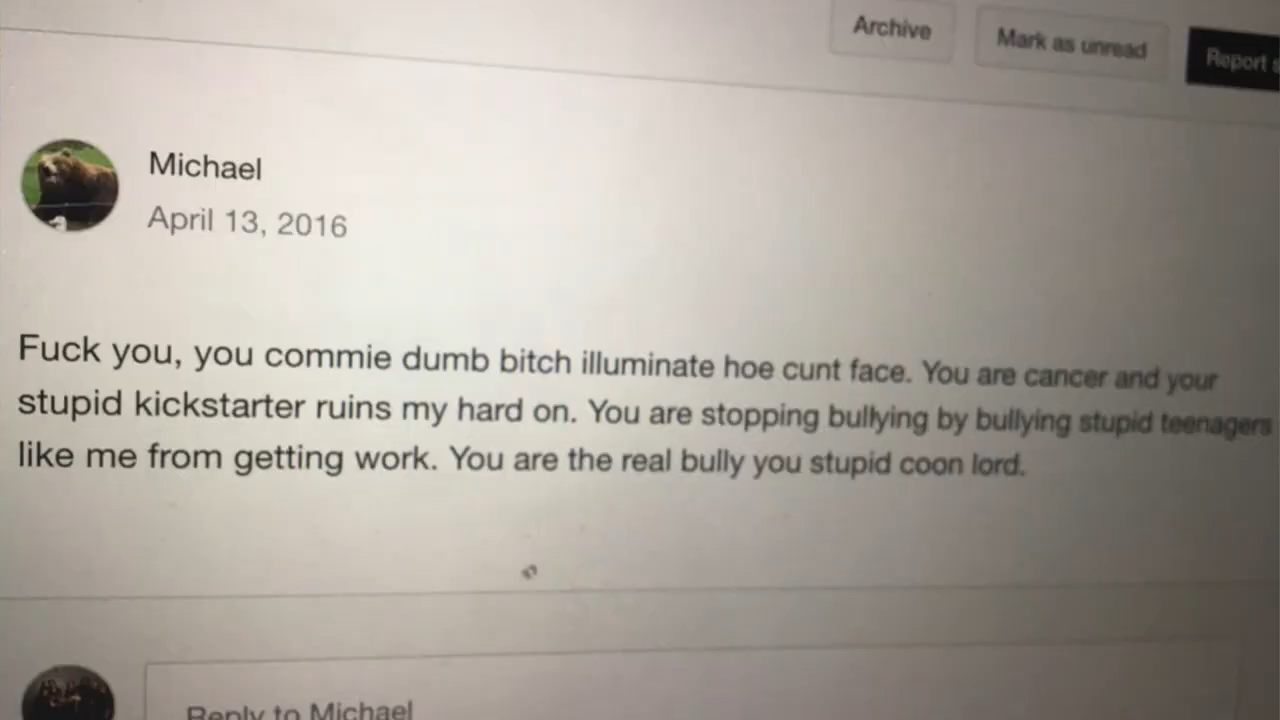 Archive
Mark as unread
Report
Michael
April 13, 2016
Fuck you, you commie dumb bitch illuminate hoe cunt face. You are cancer and your
stupid kickstarter ruins my hard on. You are stopping bullying by bullying stupid teenagers
like me from getting work. You are the real bully you stupid coon lord.
Reply to Michael